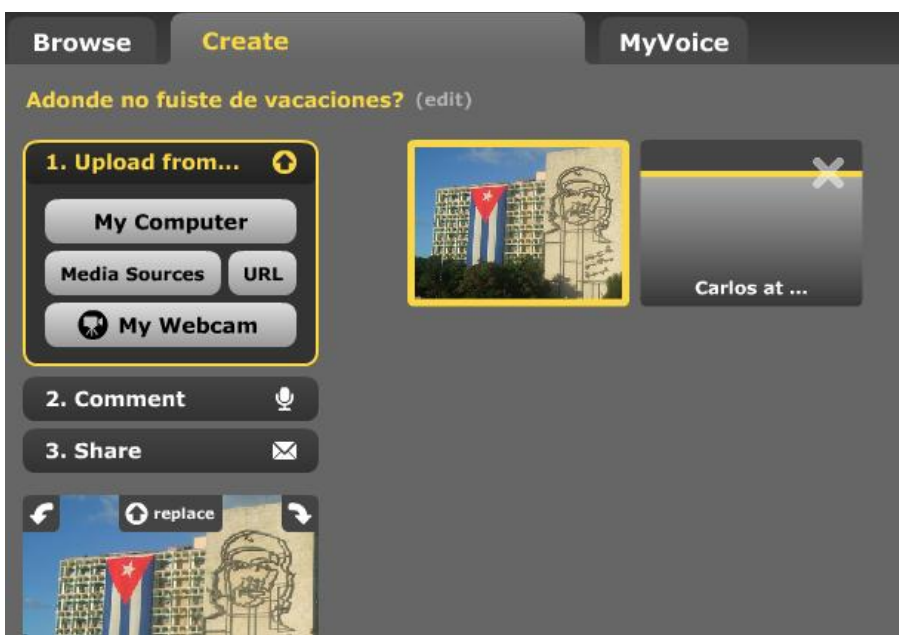 Browse Create MyVoice
Adonde no fuiste de vacaciones? (edit)
1. Upload from...
My Computer
Media Sources URL
My Webcam
2. Comment
3. Share
replace
Carlos at ...